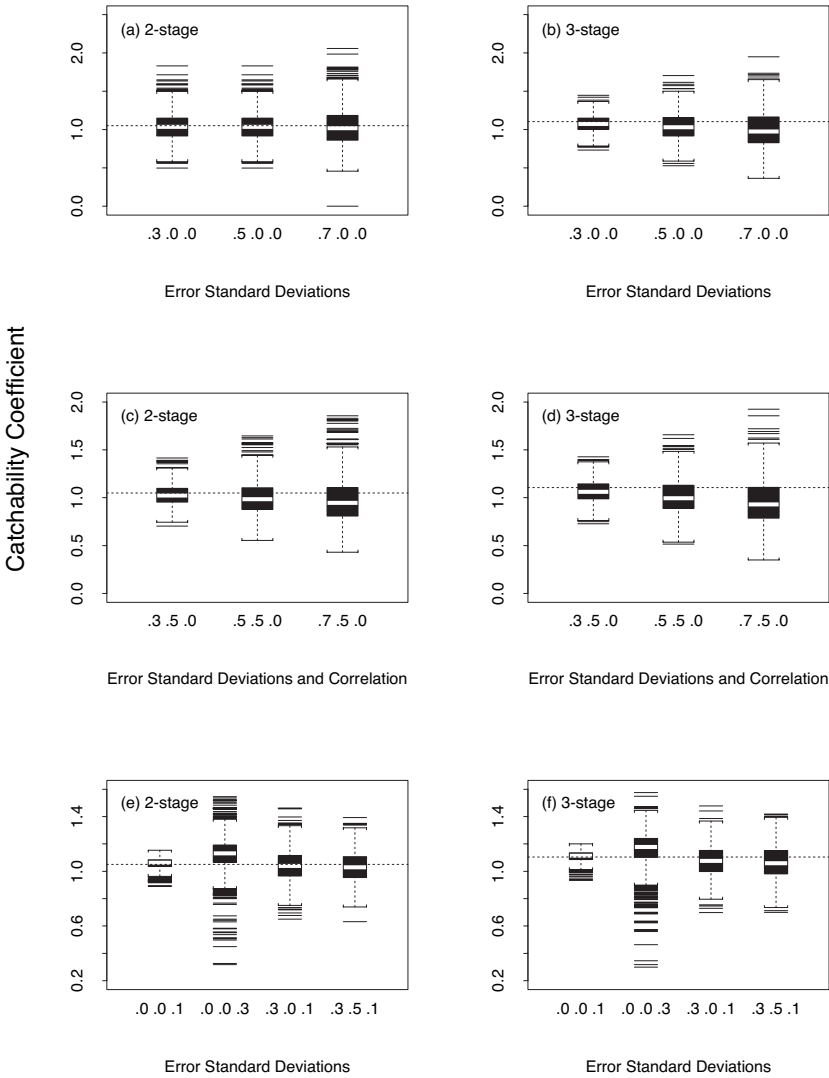 Catchability Coefficient
(a) 2-stage
2.0
1.0
0.0
.3 .0 .0 .5 .0 .0 .7 .0 .0
Error Standard Deviations
(b) 3-stage
2.0
1.0
0.0
.3 .0 .0 .5 .0 .0 .7 .0 .0
Error Standard Deviations
(c) 2-stage
2.0
1.5
1.0
0.5
0.0
.3 .5 .0 .5 .5 .0 .7 .5 .0
Error Standard Deviations and Correlation
(d) 3-stage
2.0
1.5
1.0
0.5
0.0
.3 .5 .0 .5 .5 .0 .7 .5 .0
Error Standard Deviations and Correlation
(e) 2-stage
1.4
1.0
0.6
0.2
.0 .0 .1 .0 .0 .3 .3 .0 .1 .3 .5 .1
Error Standard Deviations
(f) 3-stage
1.4
1.0
0.6
0.2
.0 .0 .1 .0 .0 .3 .3 .0 .1 .3 .5 .1
Error Standard Deviations